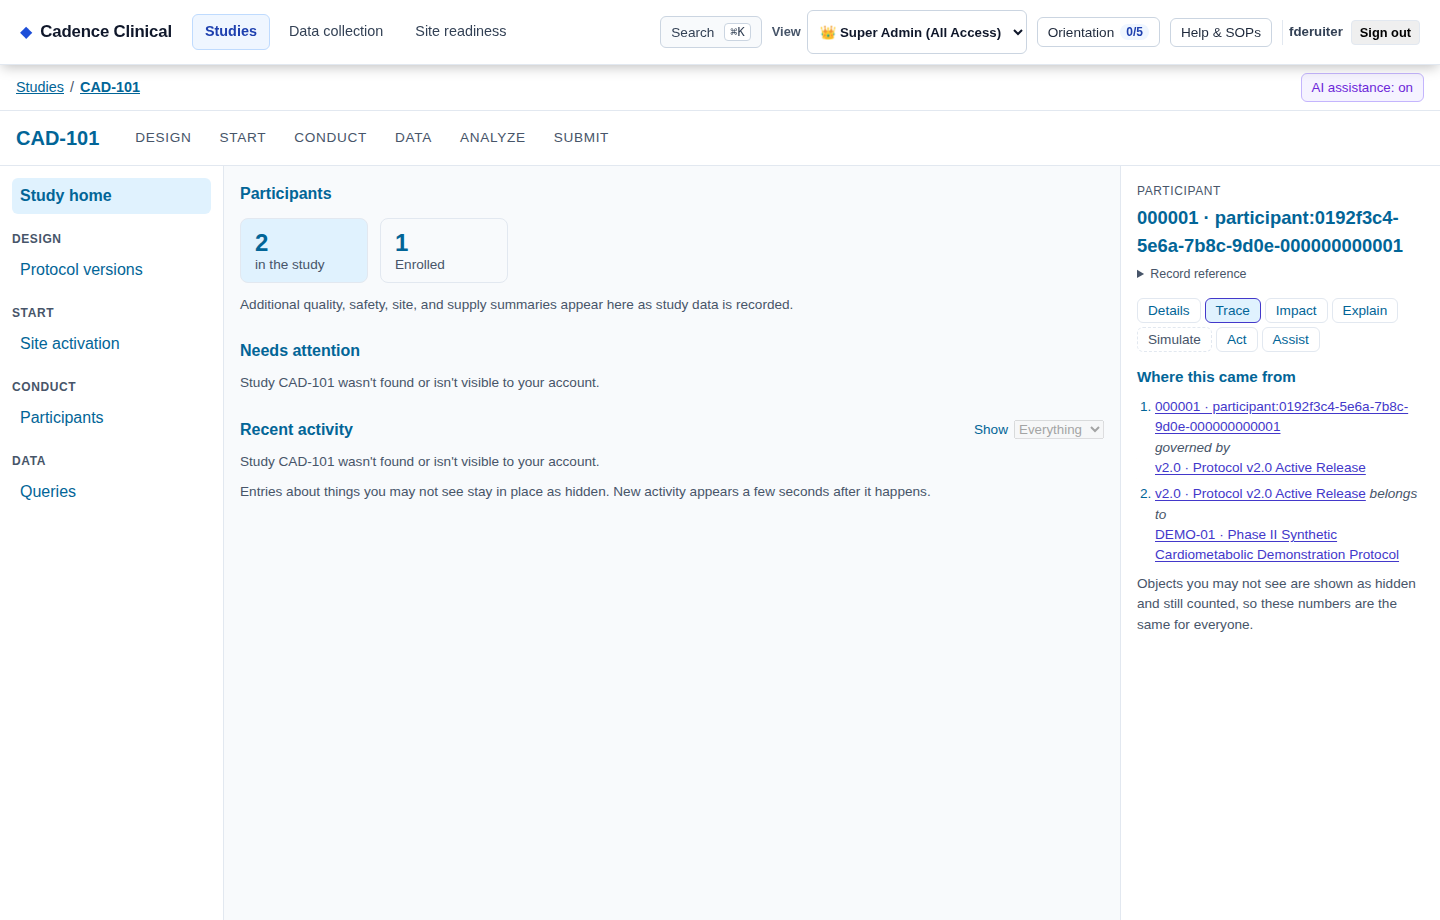 Cadence Clinical
Studies
Data collection
Site readiness
Search ⌘K
View
👑 Super Admin (All Access)
Orientation 0/5
Help & SOPs
fderuiter
Sign out
Studies / CAD-101
AI assistance: on
CAD-101
DESIGN
START
CONDUCT
DATA
ANALYZE
SUBMIT
Study home
DESIGN
Protocol versions
START
Site activation
CONDUCT
Participants
DATA
Queries
Participants
2
in the study
1
Enrolled
Additional quality, safety, site, and supply summaries appear here as study data is recorded.
Needs attention
Study CAD-101 wasn't found or isn't visible to your account.
Recent activity
Show Everything
Study CAD-101 wasn't found or isn't visible to your account.
Entries about things you may not see stay in place as hidden. New activity appears a few seconds after it happens.
PARTICIPANT
000001 · participant:0192f3c4-
5e6a-7b8c-9d0e-000000000001
Record reference
Details
Trace
Impact
Explain
Simulate
Act
Assist
Where this came from
1. 000001 · participant:0192f3c4-5e6a-7b8c-
9d0e-000000000001
governed by
v2.0 · Protocol v2.0 Active Release
2. v2.0 · Protocol v2.0 Active Release belongs
to
DEMO-01 · Phase II Synthetic
Cardiometabolic Demonstration Protocol
Objects you may not see are shown as hidden
and still counted, so these numbers are the
same for everyone.